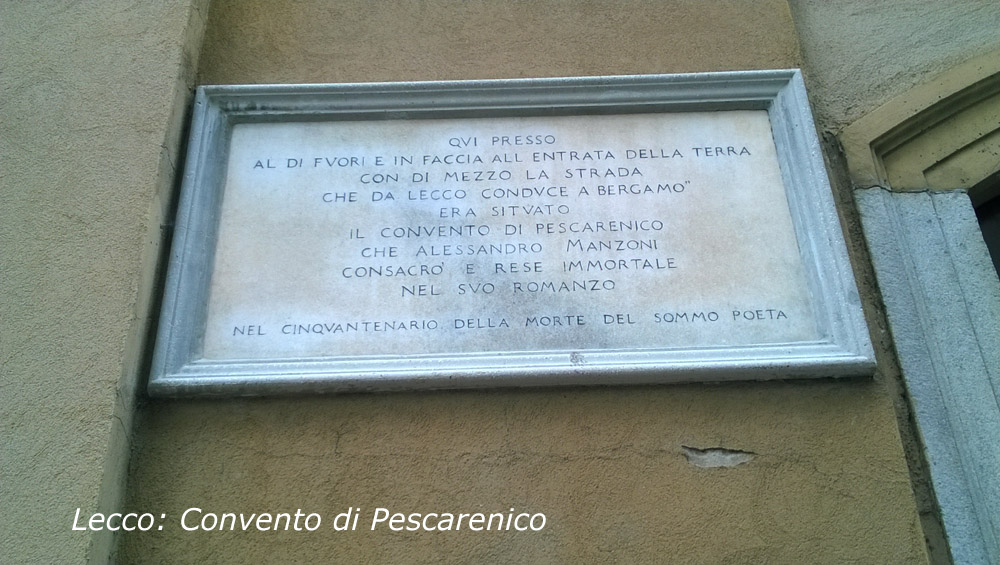 QVI PRESSO
AL DI FVORI E IN FACCIA ALL ENTRATA DELLA TERRA
CON DI MEZZO LA STRADA
CHE DA LECCO CONDVCE A BERGAMO"
ERA SITVATO
IL CONVENTO DI PESCARENICO
CHE ALESSANDRO MANZONI
CONSACRO' E RESE IMMORTALE
NEL SVO ROMANZO
NEL CINQVANTENARIO DELLA MORTE DEL SOMMO POETA
Lecco: Convento di Pescarenico